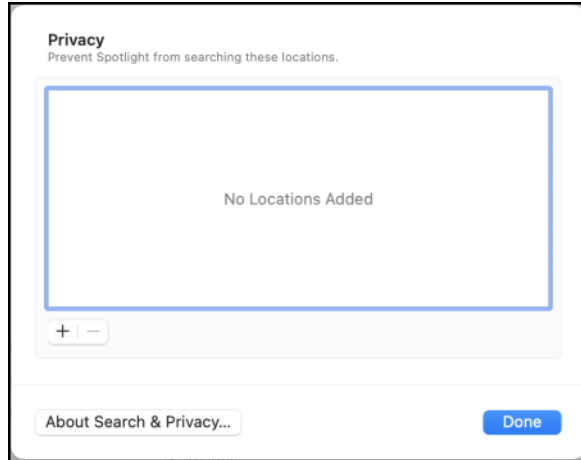 Privacy
Prevent Spotlight from searching these locations.
No Locations Added
+ −
About Search & Privacy...
Done